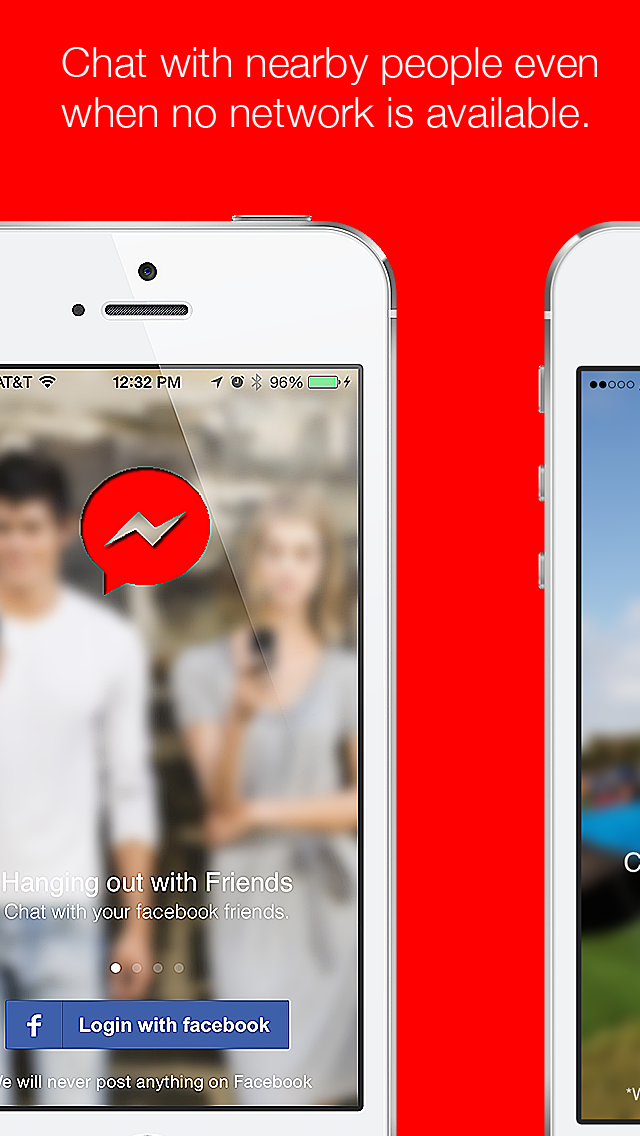 Chat with nearby people even
when no network is available.
AT&T 12:32 PM 96%
Hanging out with Friends
Chat with your facebook friends.
f Login with facebook
will never post anything on Facebook